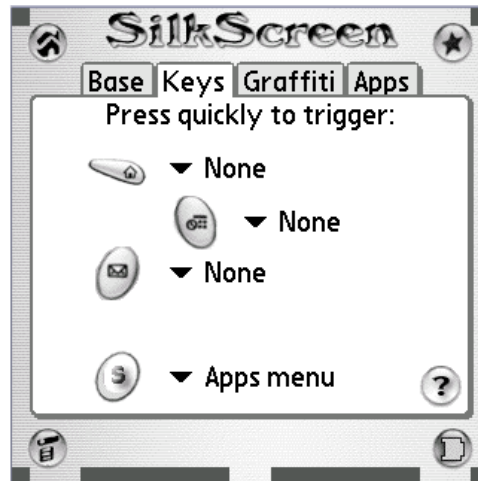 SilkScreen
Base Keys Graffiti Apps
Press quickly to trigger:
None
None
None
S Apps menu
?